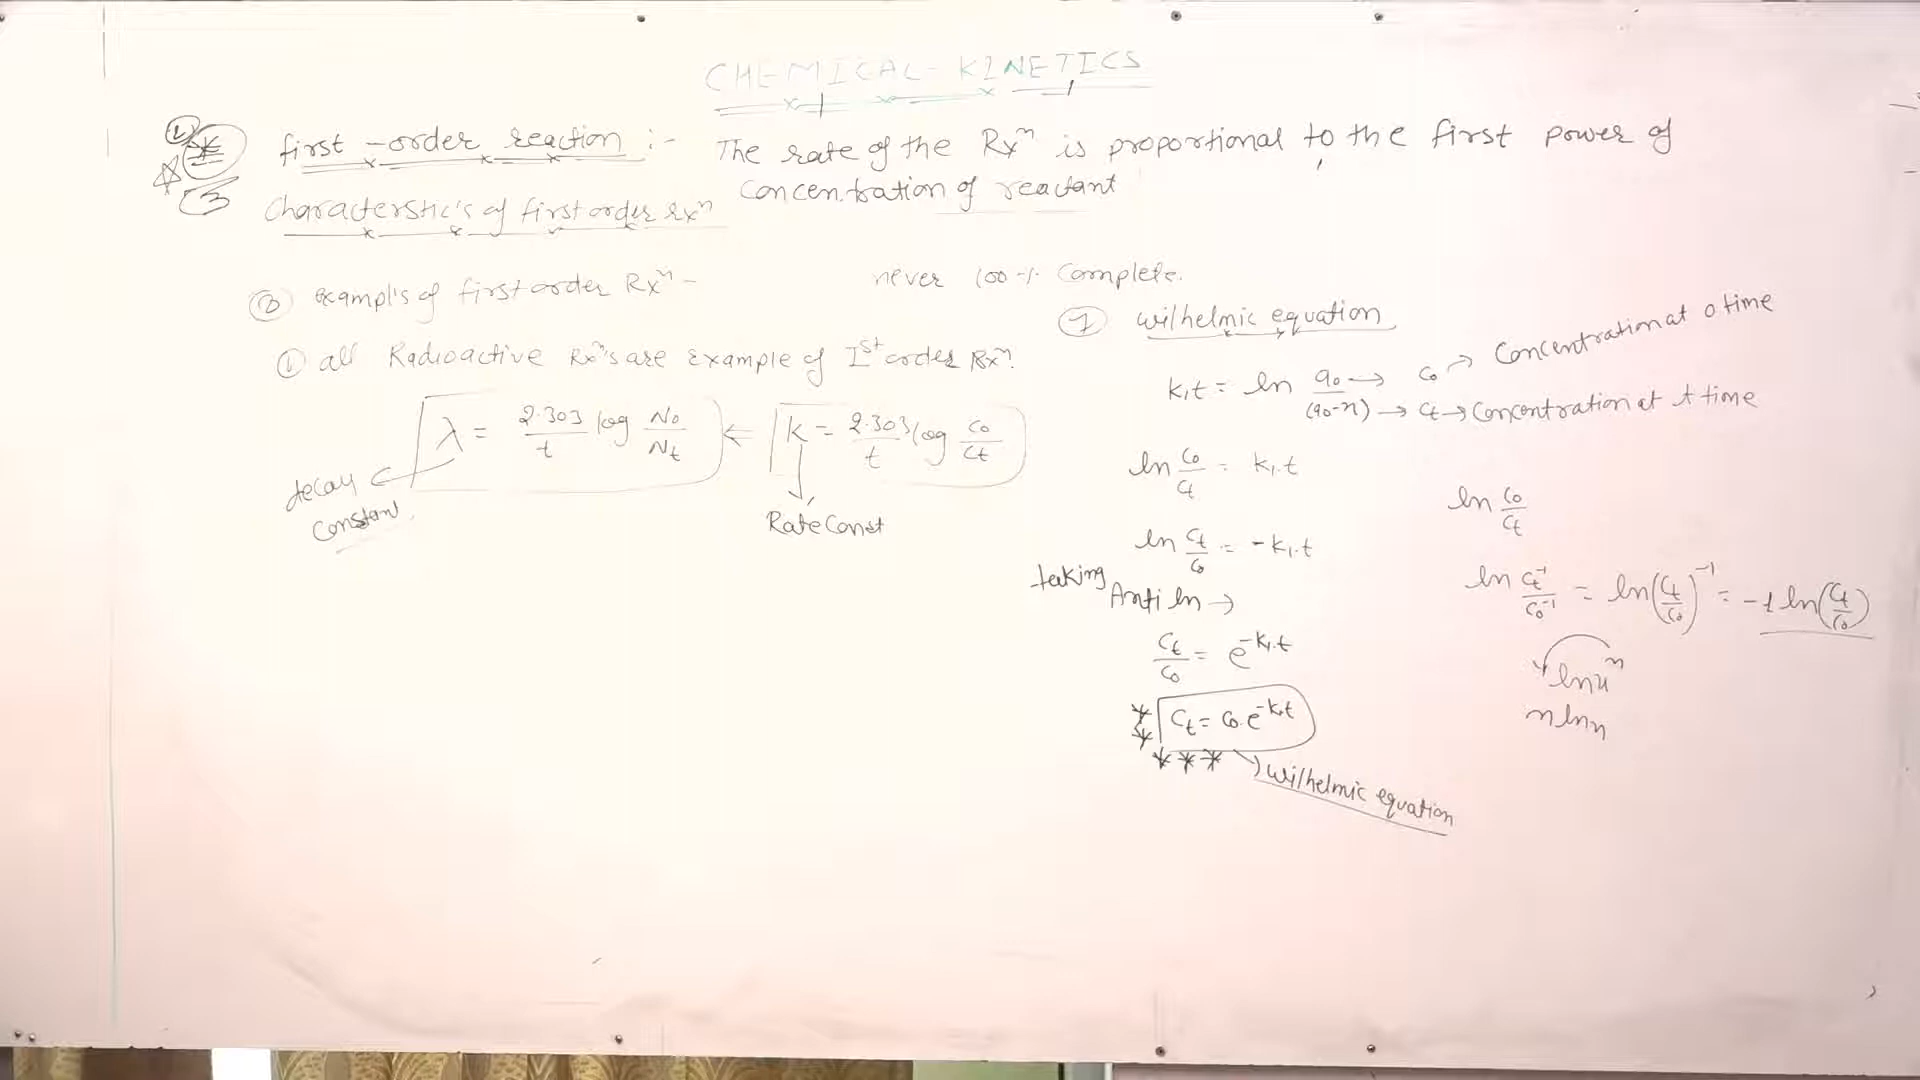 CHEMICAL-KINETICS
first-order reaction :- The rate of the Rxⁿ is proportional to the first power of
concentration of reactant
Characterstic's of first order rxⁿ
never 100% Complete.
⑧ exampl's of first order Rxⁿ -
① all Radioactive Rxⁿ's are example of Iˢᵗ order Rxⁿ.
λ = 2.303/t log N₀/Nₜ ⇐ k = 2.303/t log C₀/Cₜ
decay constant
Rate Const
⑦ wilhelmic equation
k₁t = ln a₀/(a₀-x)
a₀ → C₀ → Concentration at 0 time
(a₀-x) → Cₜ → Concentration at t time
ln C₀/Cₜ = k₁.t
ln Cₜ/C₀ = -k₁.t
taking Anti ln →
Cₜ/C₀ = e^-k₁.t
Cₜ = C₀.e^-k₁t
wilhelmic equation
ln C₀/Cₜ
ln Cₜ⁻¹/C₀⁻¹ = ln(Cₜ/C₀)⁻¹ = -1 ln(Cₜ/C₀)